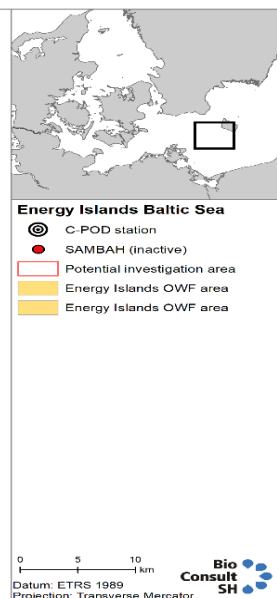 Energy Islands Baltic Sea
C-POD station
SAMBAH (inactive)
Potential investigation area
Energy Islands OWF area
Energy Islands OWF area
0 5 10
km
Bio
Consult
SH
Datum: ETRS 1989
Projection: Transverse Mercator